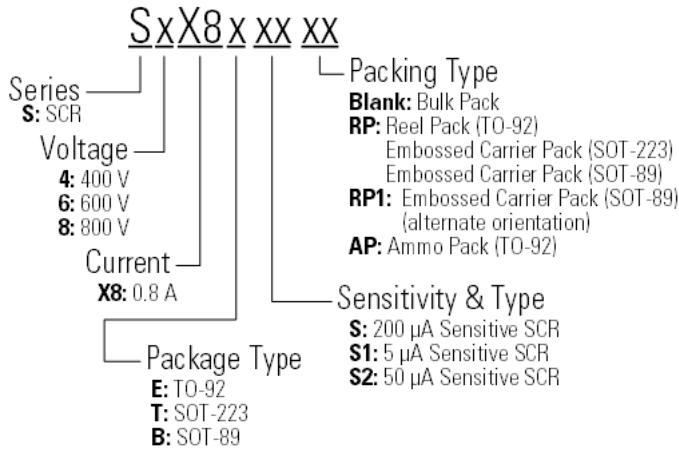 SxX8x xx xx
Series
S: SCR
Voltage
4: 400 V
6: 600 V
8: 800 V
Current
X8: 0.8 A
Package Type
E: TO-92
T: SOT-223
B: SOT-89
Sensitivity & Type
S: 200 µA Sensitive SCR
S1: 5 µA Sensitive SCR
S2: 50 µA Sensitive SCR
Packing Type
Blank: Bulk Pack
RP: Reel Pack (TO-92)
Embossed Carrier Pack (SOT-223)
Embossed Carrier Pack (SOT-89)
RP1: Embossed Carrier Pack (SOT-89)
(alternate orientation)
AP: Ammo Pack (TO-92)